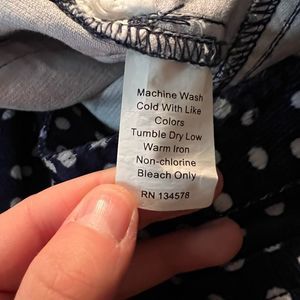 Machine Wash
Cold With Like
Colors
Tumble Dry Low
Warm Iron
Non-chlorine
Bleach Only
RN 134578